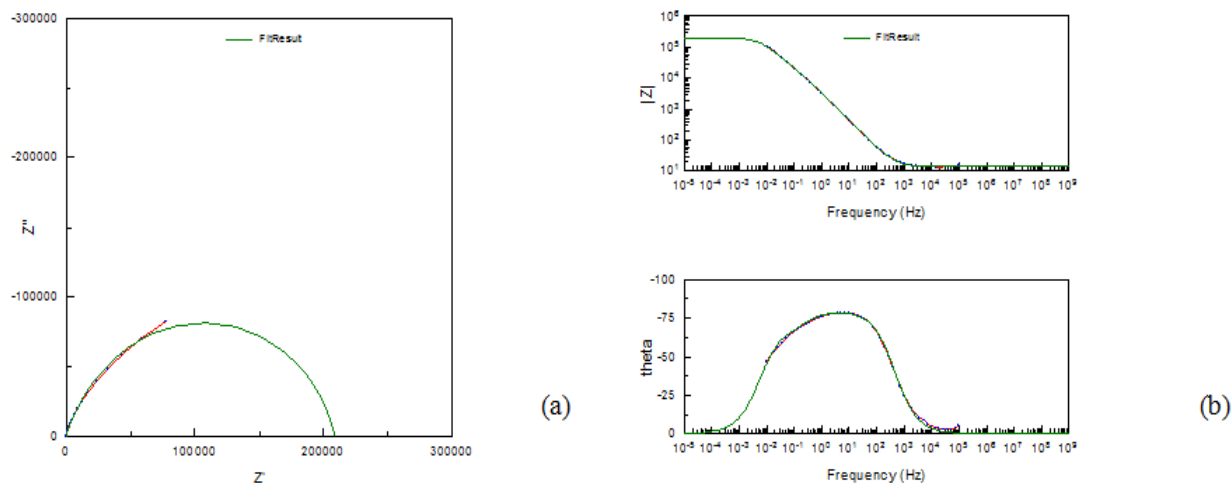 -300000
FitResult
-200000
Z''
-100000
0
0 100000 200000 300000
Z'
(a)
10^6
FitResult
10^5
10^4
|Z|
10^3
10^2
10^1
10^-5 10^-4 10^-3 10^-2 10^-1 10^0 10^1 10^2 10^3 10^4 10^5 10^6 10^7 10^8 10^9
Frequency (Hz)
-100
-75
theta
-50
-25
0
10^-5 10^-4 10^-3 10^-2 10^-1 10^0 10^1 10^2 10^3 10^4 10^5 10^6 10^7 10^8 10^9
Frequency (Hz)
(b)